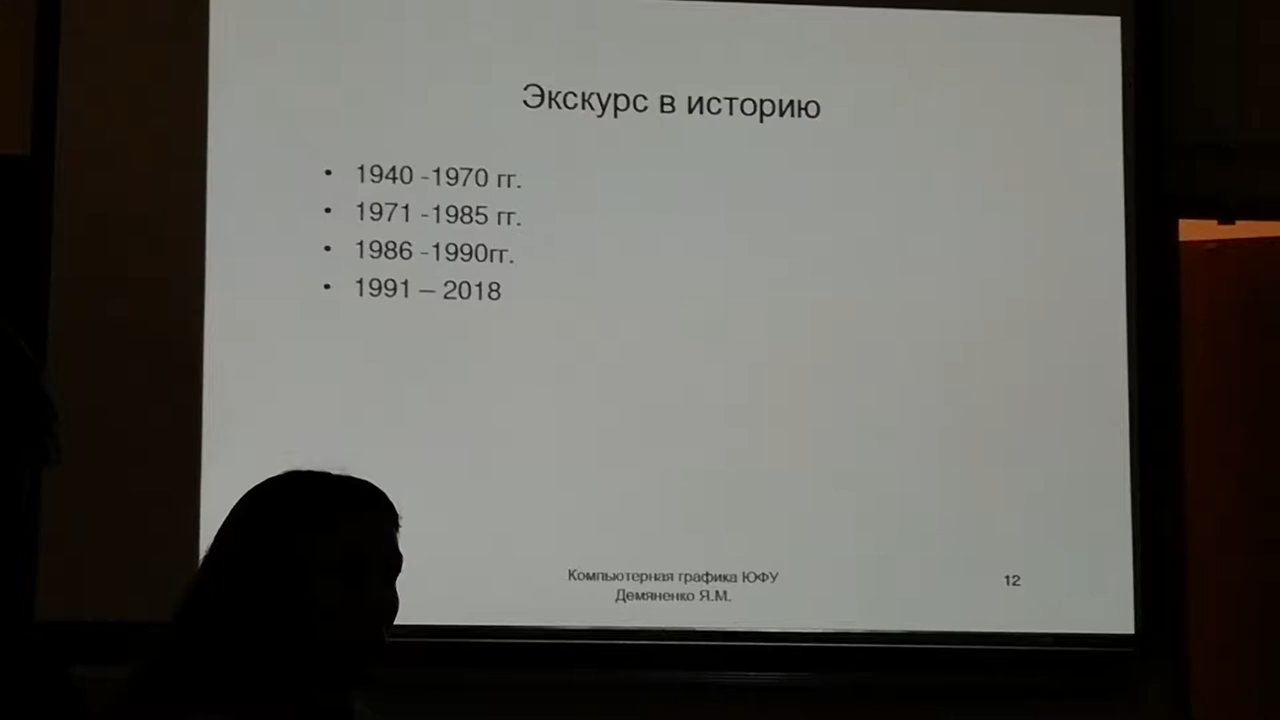 Экскурс в историю
• 1940 -1970 гг.
• 1971 -1985 гг.
• 1986 -1990гг.
• 1991 – 2018
Компьютерная графика ЮФУ
Демяненко Я.М.
12